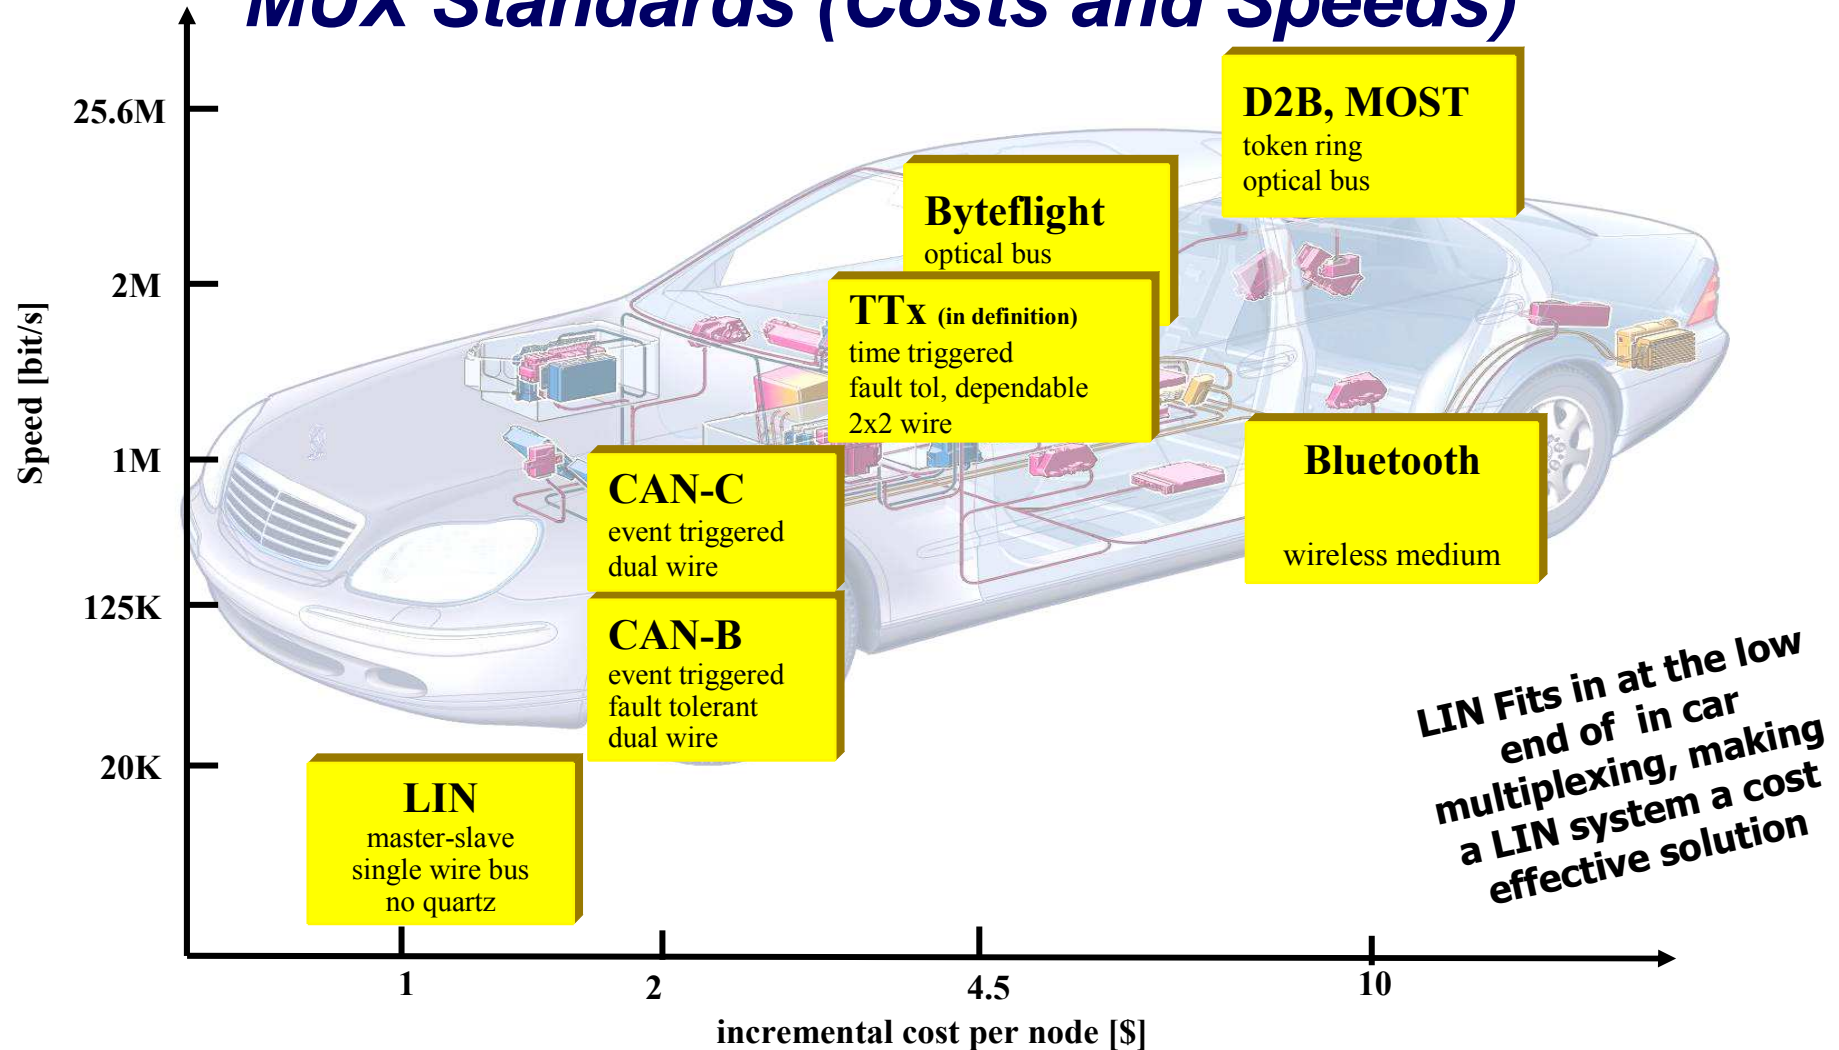 MUX Standards (Costs and Speeds)
25.6M
2M
1M
125K
20K
Speed [bit/s]
D2B, MOST
token ring
optical bus
Byteflight
optical bus
TTx (in definition)
time triggered
fault tol, dependable
2x2 wire
CAN-C
event triggered
dual wire
Bluetooth
wireless medium
CAN-B
event triggered
fault tolerant
dual wire
LIN
master-slave
single wire bus
no quartz
LIN Fits in at the low
end of in car
multiplexing, making
a LIN system a cost
effective solution
1
2
4.5
10
incremental cost per node [$]